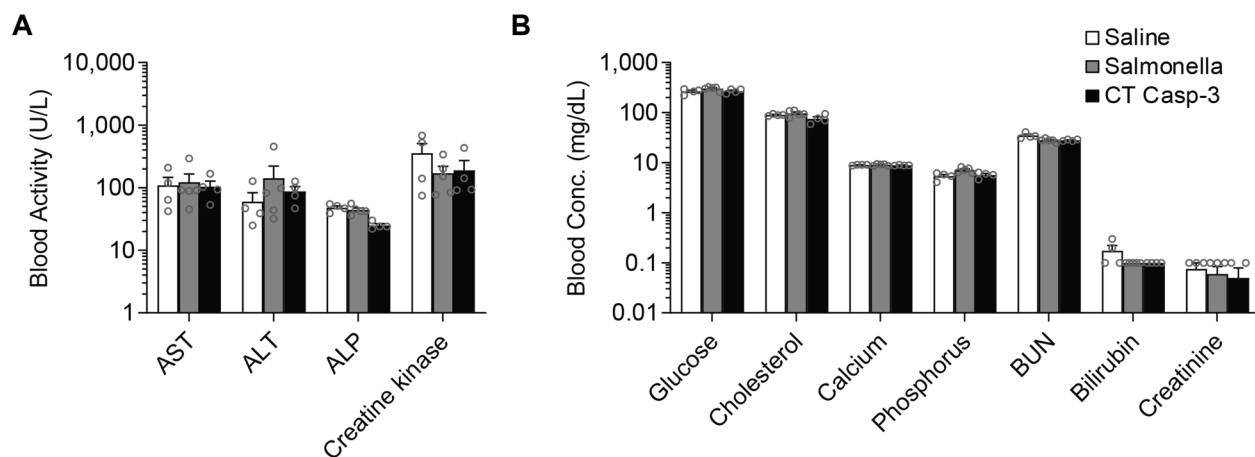 A
Blood Activity (U/L)
10,000
1,000
100
10
1
AST
ALT
ALP
Creatine kinase
B
Blood Conc. (mg/dL)
1,000
100
10
1
0.1
0.01
Saline
Salmonella
CT Casp-3
Glucose
Cholesterol
Calcium
Phosphorus
BUN
Bilirubin
Creatinine